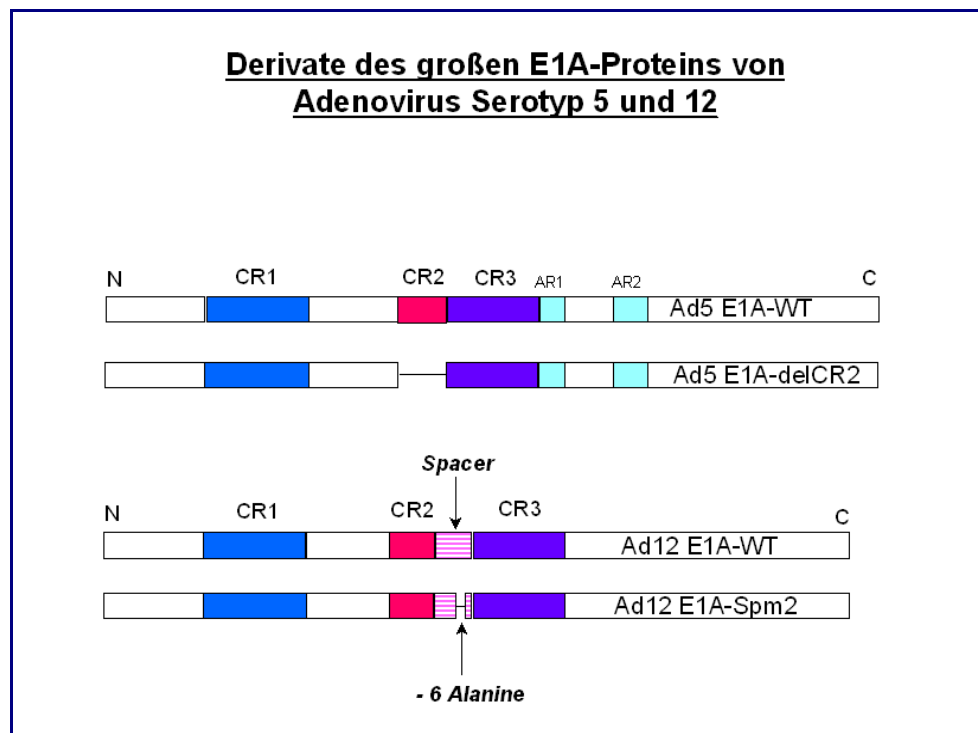 Derivate des großen E1A-Proteins von
Adenovirus Serotyp 5 und 12
N CR1 CR2 CR3 AR1 AR2 C
Ad5 E1A-WT
Ad5 E1A-delCR2
Spacer
N CR1 CR2 CR3 C
Ad12 E1A-WT
Ad12 E1A-Spm2
- 6 Alanine